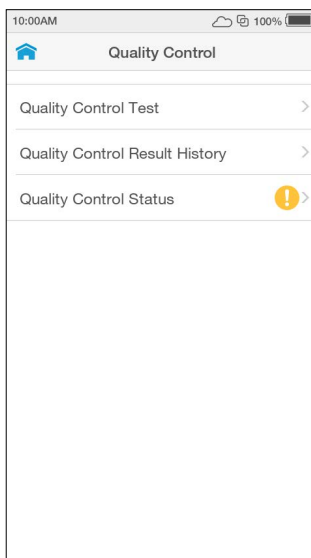 10:00AM 100%
Quality Control
Quality Control Test
Quality Control Result History
Quality Control Status